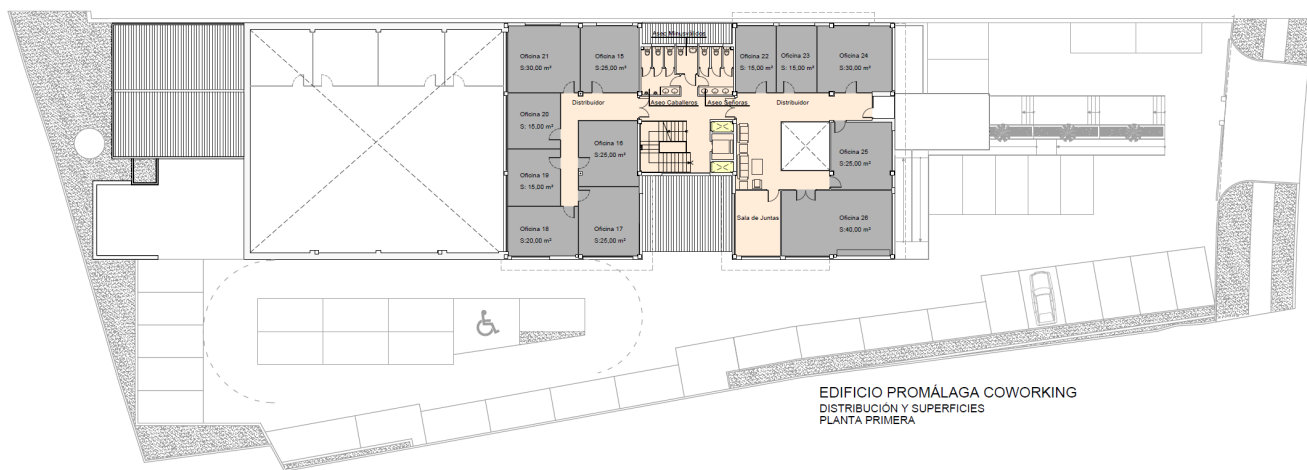 Aseo Minusválidos
Oficina 21
S:30,00 m²
Oficina 15
S:25,00 m²
Oficina 22
S: 15,00 m²
Oficina 23
S: 15,00 m²
Oficina 24
S:30,00 m²
Distribuidor
Aseo Caballeros
Aseo Señoras
Distribuidor
Oficina 20
S: 15,00 m²
Oficina 16
S:25,00 m²
Oficina 25
S:25,00 m²
Oficina 19
S: 15,00 m²
Oficina 18
S:20,00 m²
Oficina 17
S:25,00 m²
Sala de Juntas
Oficina 26
S:40,00 m²
EDIFICIO PROMÁLAGA COWORKING
DISTRIBUCIÓN Y SUPERFICIES
PLANTA PRIMERA